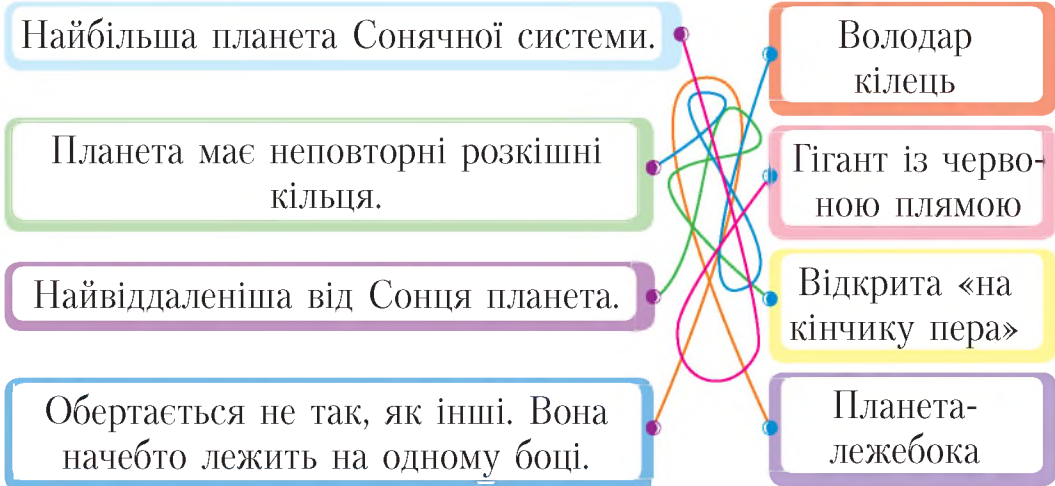 Найбільша планета Сонячної системи.
Володар
кілець
Планета має неповторні розкішні
кільця.
Гігант із черво-
ною плямою
Найвіддаленіша від Сонця планета.
Відкрита «на
кінчику пера»
Обертається не так, як інші. Вона
начебто лежить на одному боці.
Планета-
лежебока